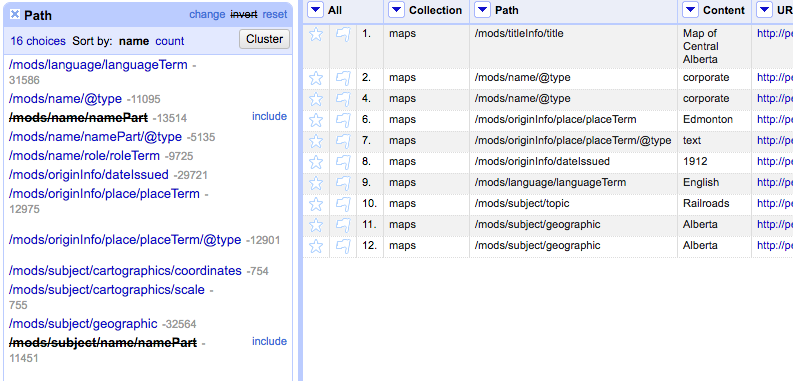 Path change invert reset
16 choices Sort by: name count Cluster
/mods/language/languageTerm -
31586
/mods/name/@type -11095
/mods/name/namePart -13514 include
/mods/name/namePart/@type -5135
/mods/name/role/roleTerm -9725
/mods/originInfo/dateIssued -29721
/mods/originInfo/place/placeTerm -
12975
/mods/originInfo/place/placeTerm/@type -12901
/mods/subject/cartographics/coordinates -754
/mods/subject/cartographics/scale -
755
/mods/subject/geographic -32564
/mods/subject/name/namePart - include
11451
All Collection Path Content UR
1. maps /mods/titleInfo/title Map of
Central
Alberta
http://pe
2. maps /mods/name/@type corporate http://pe
4. maps /mods/name/@type corporate http://pe
6. maps /mods/originInfo/place/placeTerm Edmonton http://pe
7. maps /mods/originInfo/place/placeTerm/@type text http://pe
8. maps /mods/originInfo/dateIssued 1912 http://pe
9. maps /mods/language/languageTerm English http://pe
10. maps /mods/subject/topic Railroads http://pe
11. maps /mods/subject/geographic Alberta http://pe
12. maps /mods/subject/geographic Alberta http://pe